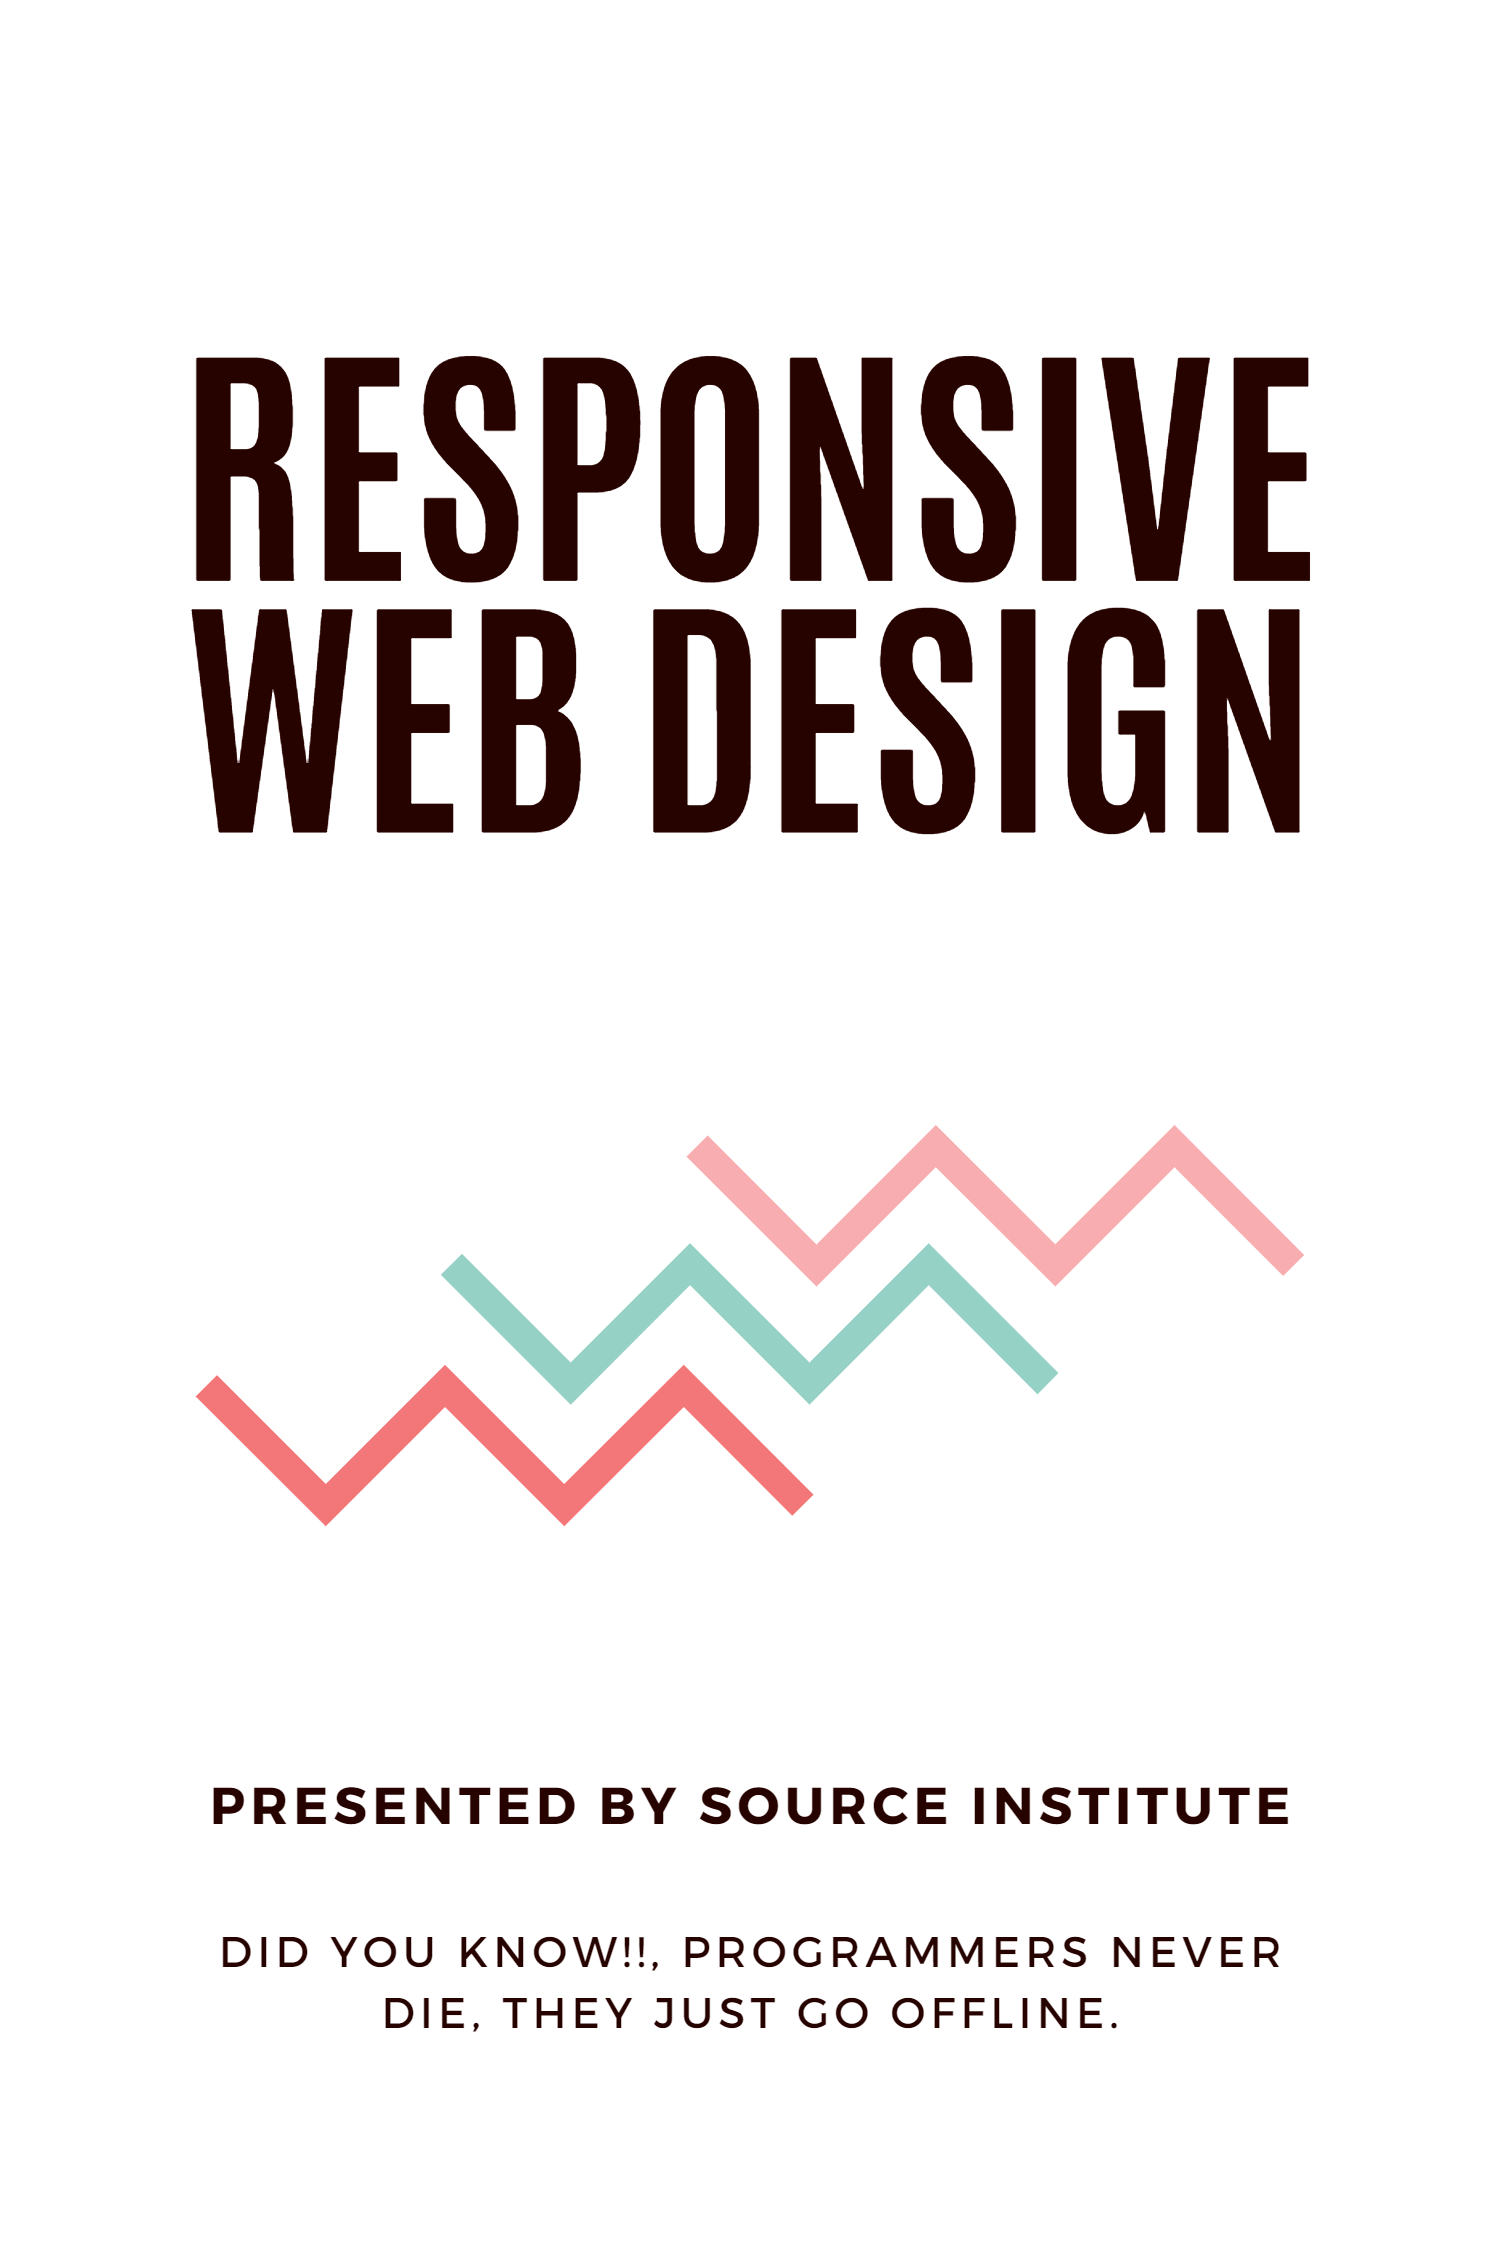 RESPONSIVE
WEB DESIGN
PRESENTED BY SOURCE INSTITUTE
DID YOU KNOW!!, PROGRAMMERS NEVER
DIE, THEY JUST GO OFFLINE.